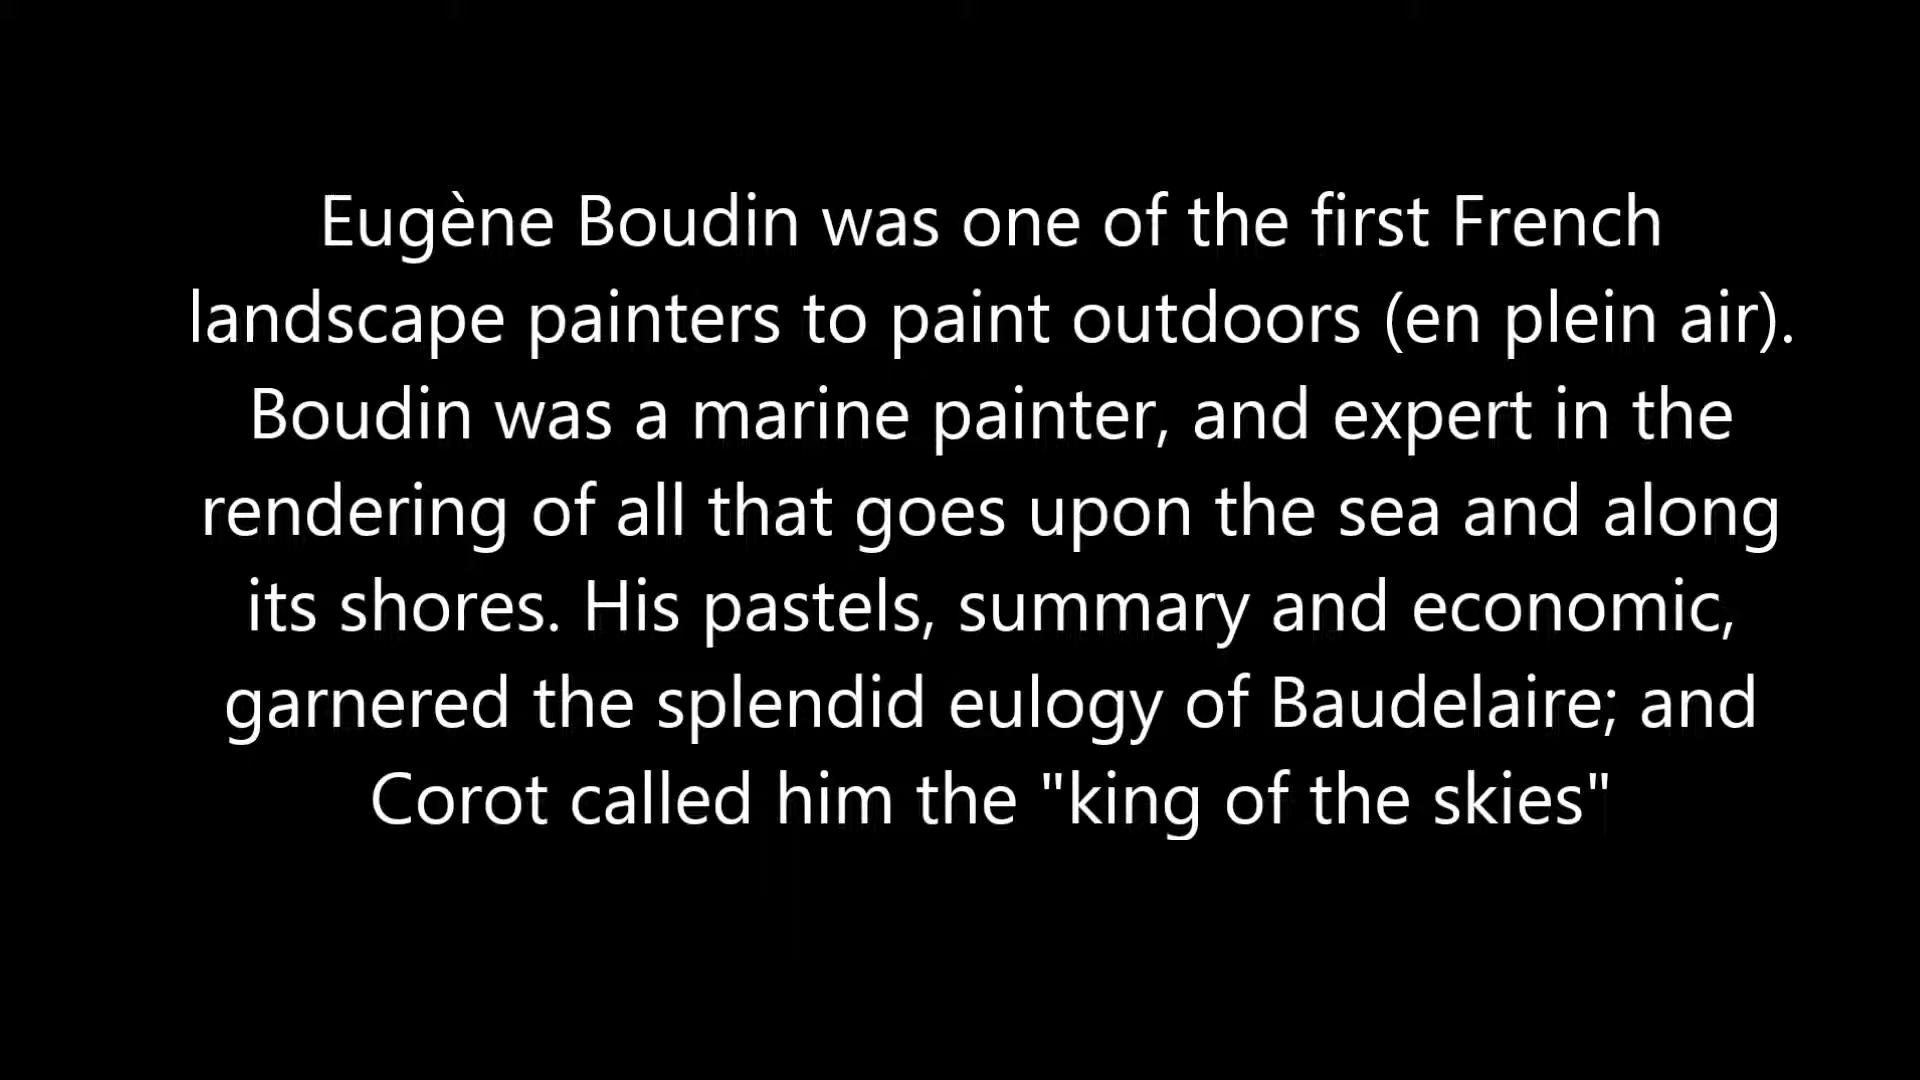 Eugène Boudin was one of the first French
landscape painters to paint outdoors (en plein air).
Boudin was a marine painter, and expert in the
rendering of all that goes upon the sea and along
its shores. His pastels, summary and economic,
garnered the splendid eulogy of Baudelaire; and
Corot called him the "king of the skies"